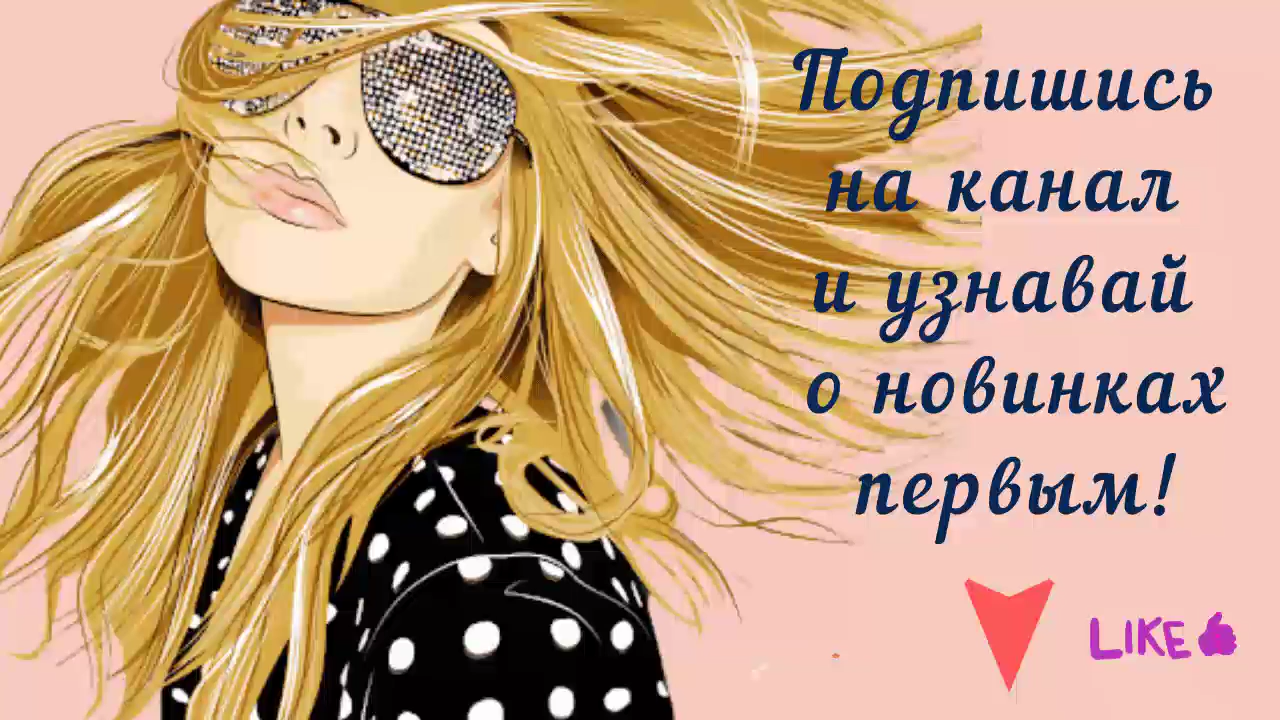 Подпишись
на канал
и узнавай
о новинках
первым!
LIKE